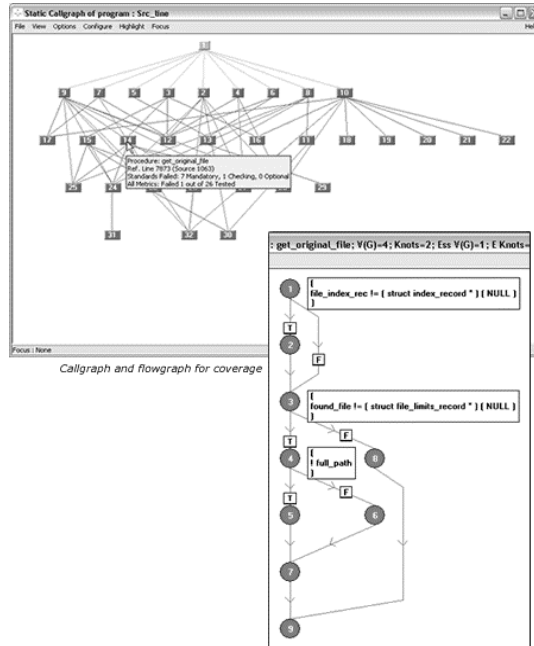 Static Callgraph of program : Src_line
File View Options Configure Highlight Focus Hel
1
9 7 5 3 2 4 6 8 10
17 15 14 12 13 16 11 18 19 20 21 22
Procedure: get_original_file
Ref. Line 7873 (Source 1063)
Standards Failed: 7 Mandatory, 1 Checking, 0 Optional
All Metrics: Failed 1 out of 26 Tested
25 24 29
31 32 30
Focus : None
Callgraph and flowgraph for coverage
: get_original_file; V(G)=4; Knots=2; Ess V(G)=1; E Knots=
1
{
file_index_rec != ( struct index_record * ) ( NULL )
}
T
2
F
3
{
found_file != ( struct file_limits_record * ) ( NULL )
}
T
F
4
{
! full_path
}
8
T
F
5
6
7
9